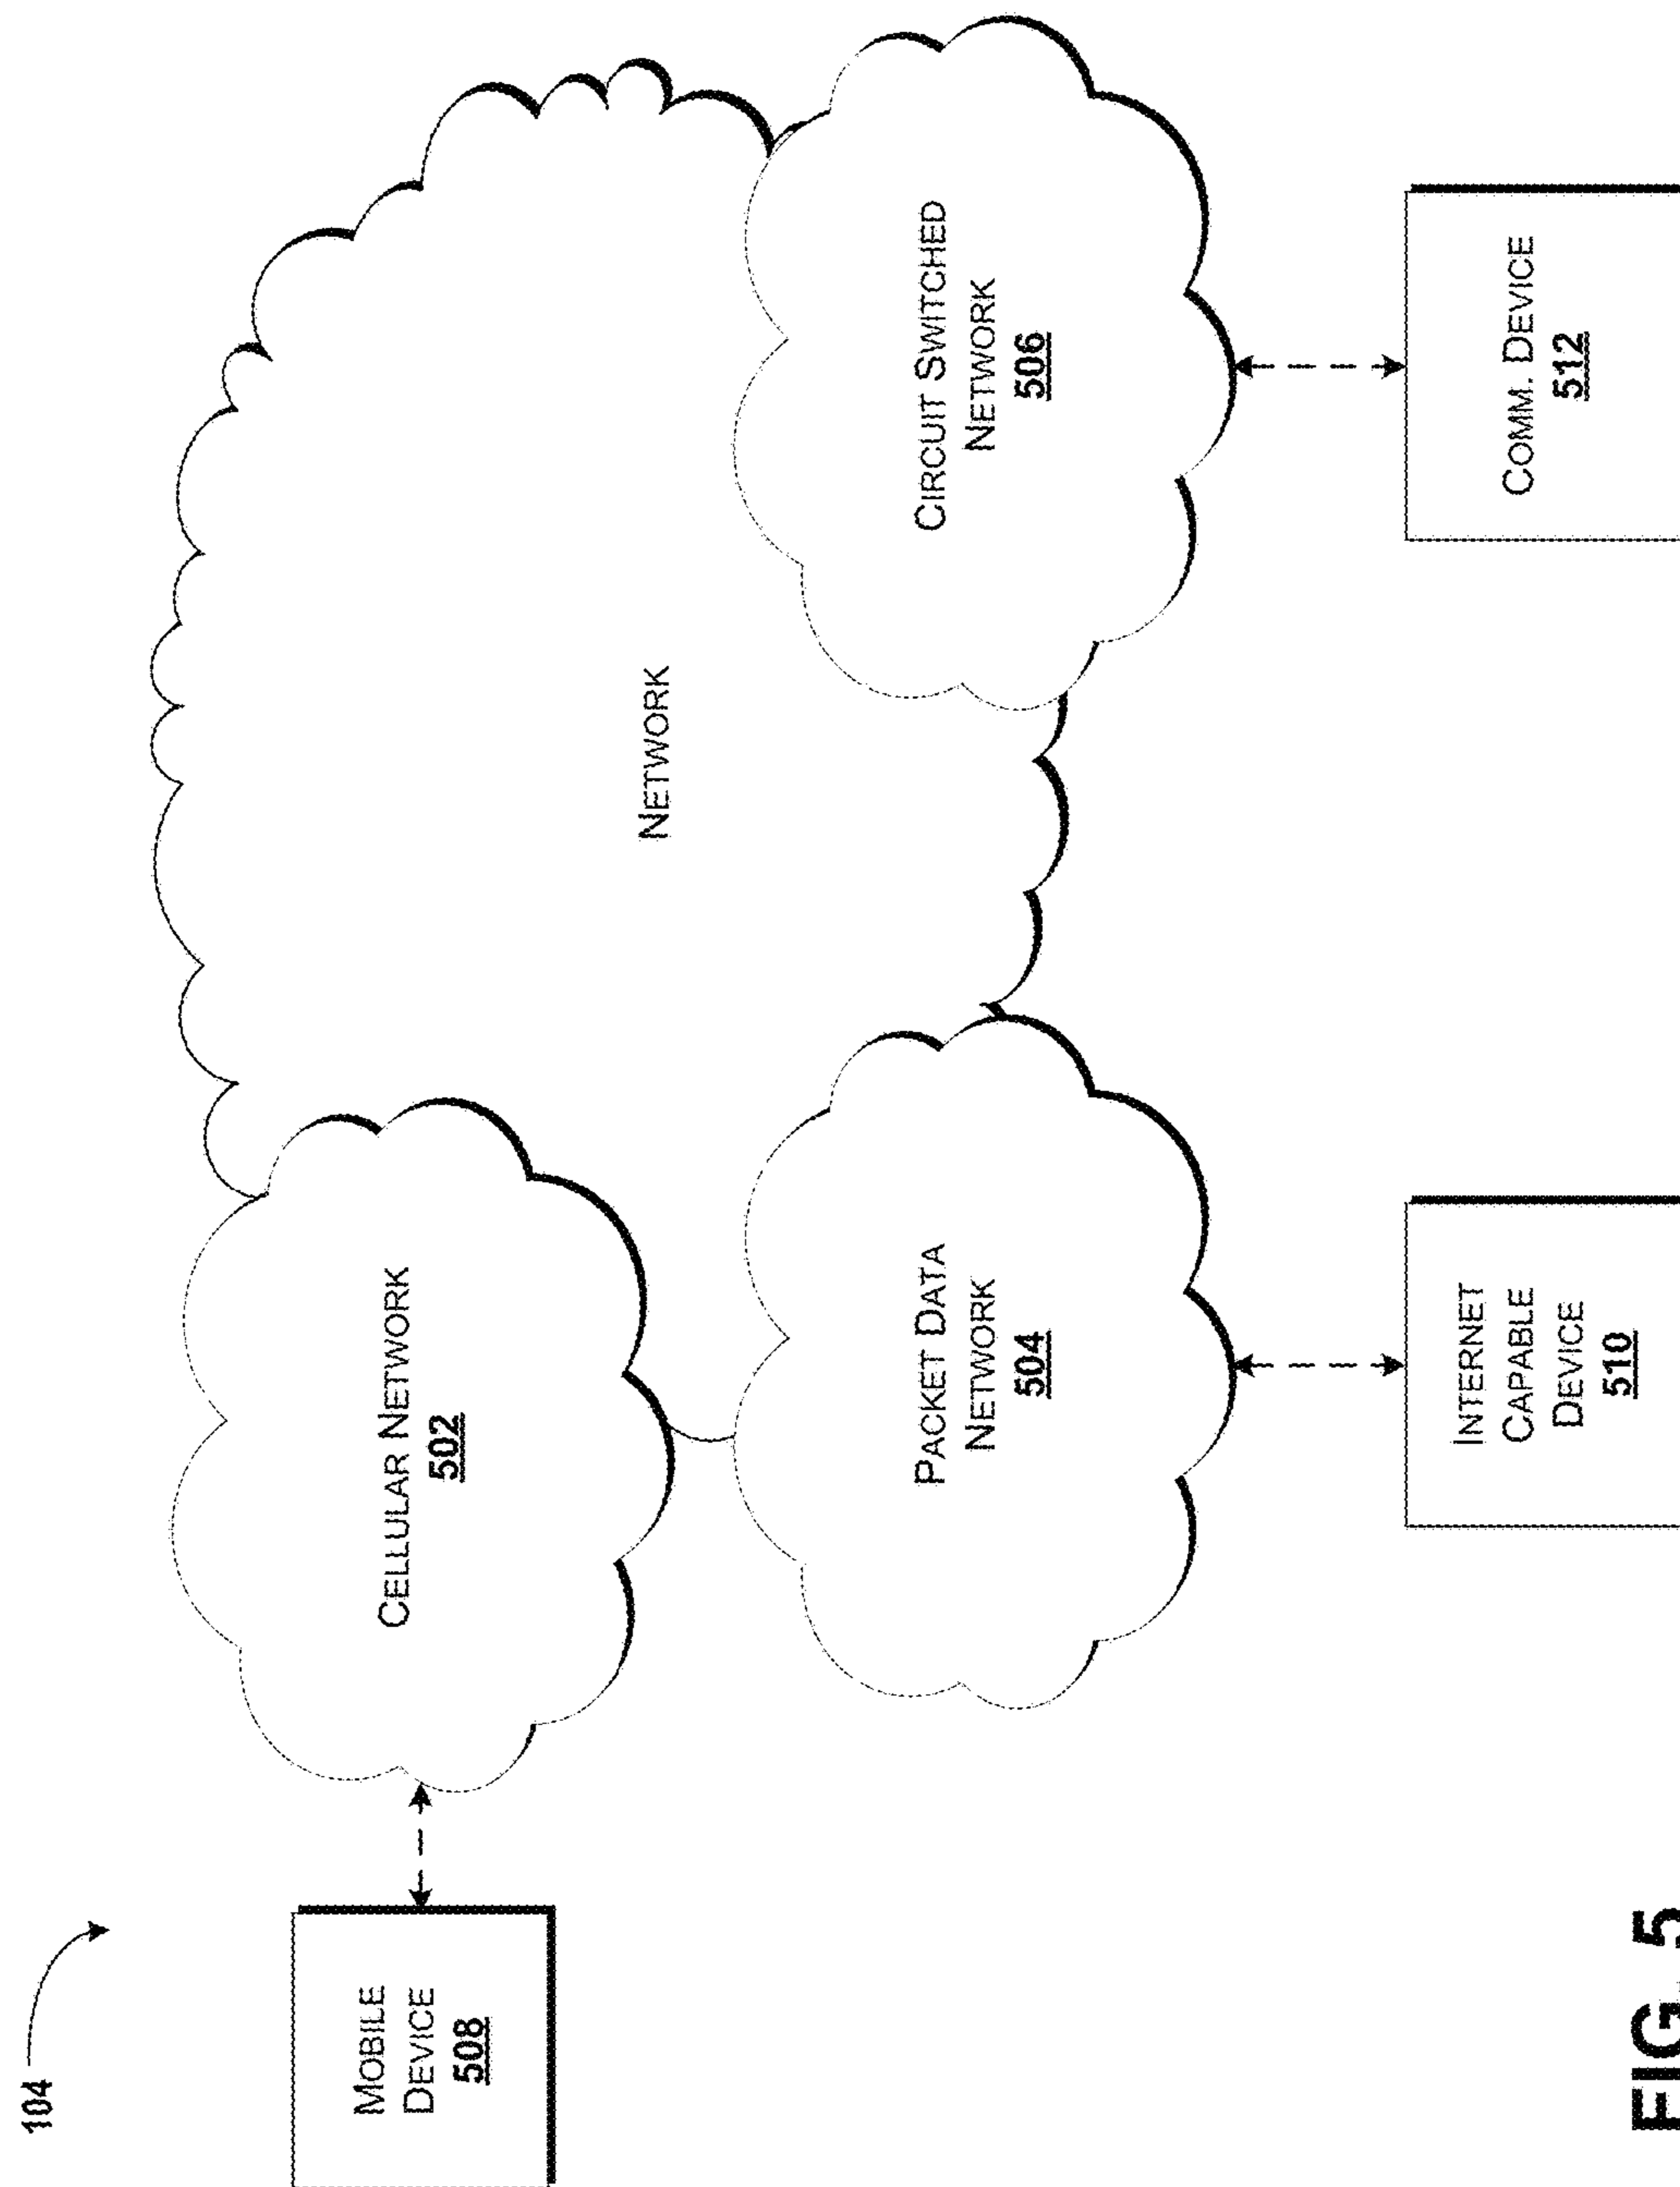 104
MOBILE
DEVICE
508
CELLULAR NETWORK
502
NETWORK
PACKET DATA
NETWORK
504
CIRCUIT SWITCHED
NETWORK
506
INTERNET
CAPABLE
DEVICE
510
COMM. DEVICE
512
FIG. 5